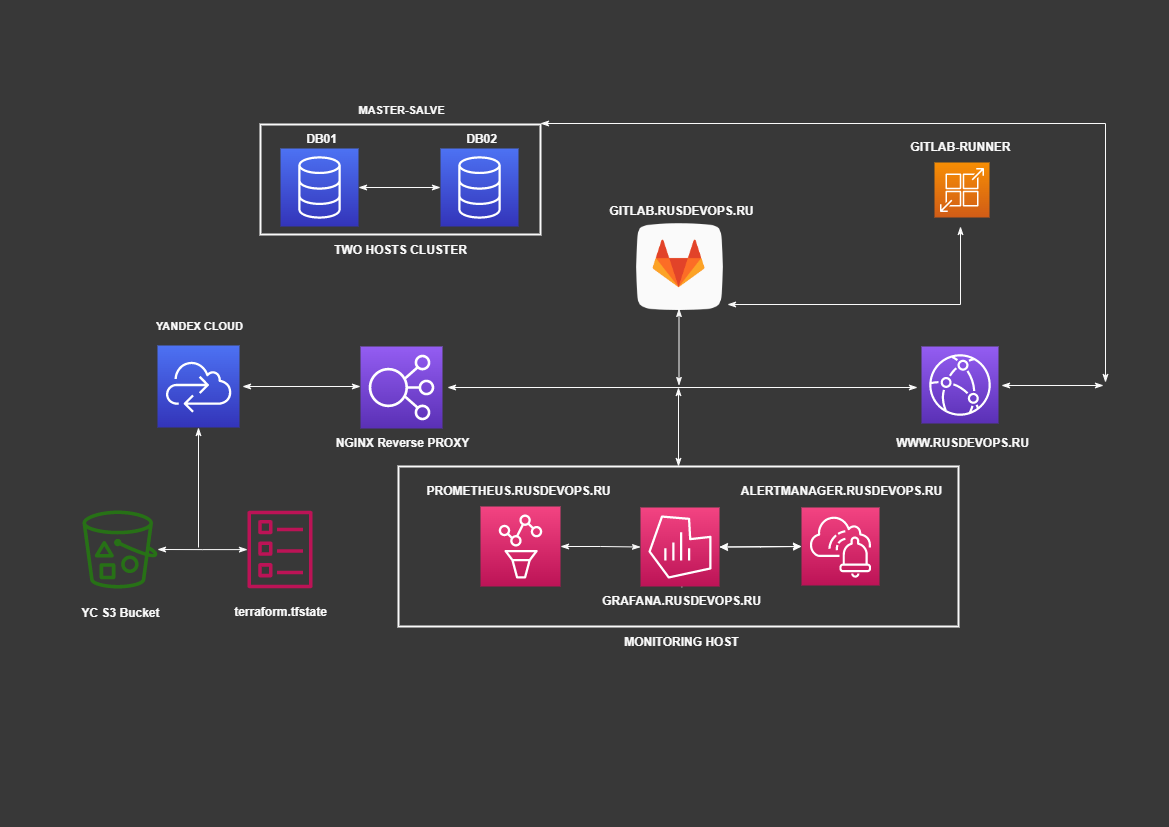 MASTER-SALVE
DB01
DB02
TWO HOSTS CLUSTER
GITLAB-RUNNER
GITLAB.RUSDEVOPS.RU
YANDEX CLOUD
NGINX Reverse PROXY
WWW.RUSDEVOPS.RU
PROMETHEUS.RUSDEVOPS.RU
ALERTMANAGER.RUSDEVOPS.RU
GRAFANA.RUSDEVOPS.RU
YC S3 Bucket
terraform.tfstate
MONITORING HOST